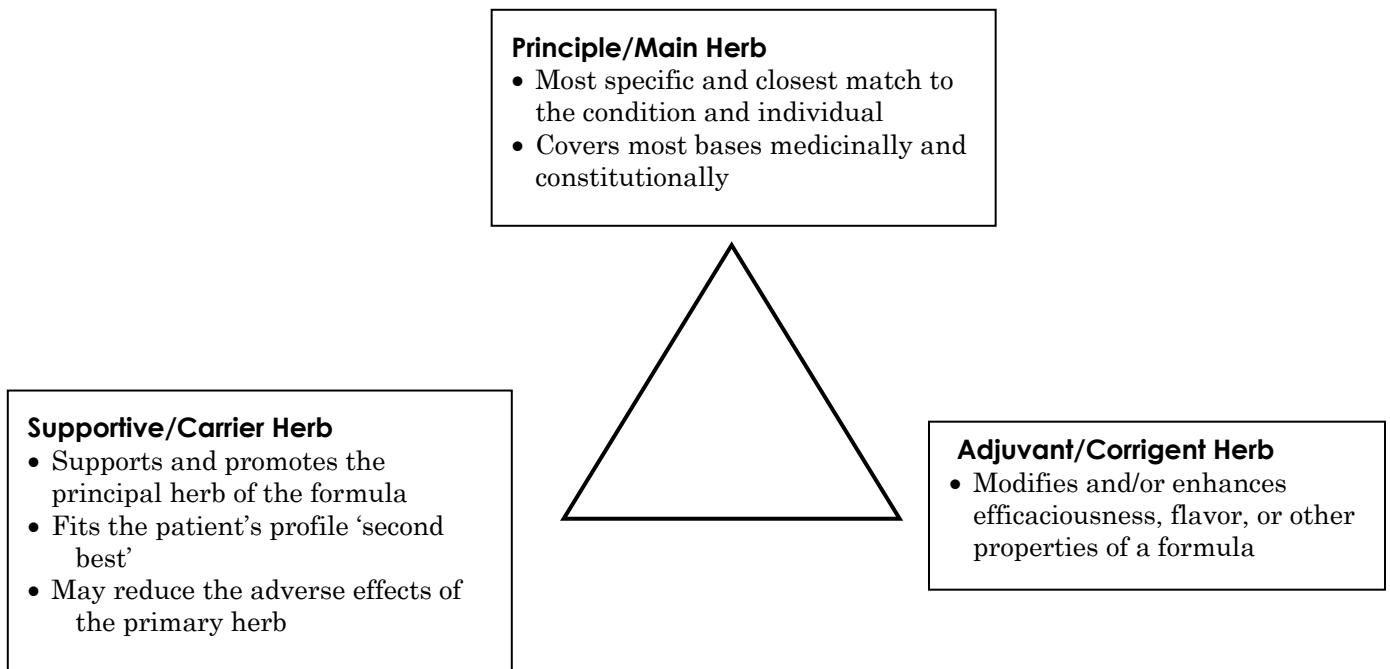 Principle/Main Herb
• Most specific and closest match to
the condition and individual
• Covers most bases medicinally and
constitutionally
Supportive/Carrier Herb
• Supports and promotes the
principal herb of the formula
• Fits the patient’s profile ‘second
best’
• May reduce the adverse effects of
the primary herb
Adjuvant/Corrigent Herb
• Modifies and/or enhances
efficaciousness, flavor, or other
properties of a formula